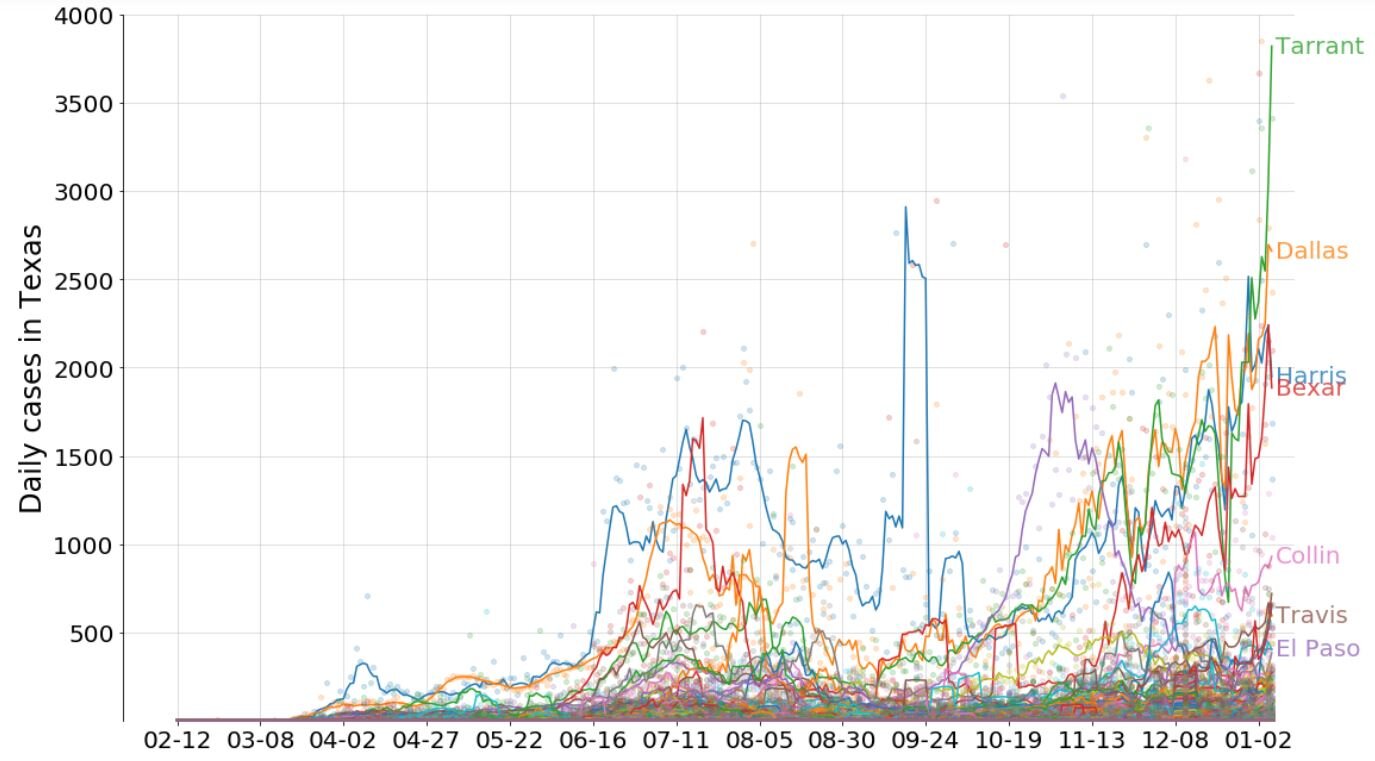 Daily cases in Texas
4000
3500
3000
2500
2000
1500
1000
500
Tarrant
Dallas
Harris
Bexar
Collin
Travis
El Paso
02-12 03-08 04-02 04-27 05-22 06-16 07-11 08-05 08-30 09-24 10-19 11-13 12-08 01-02